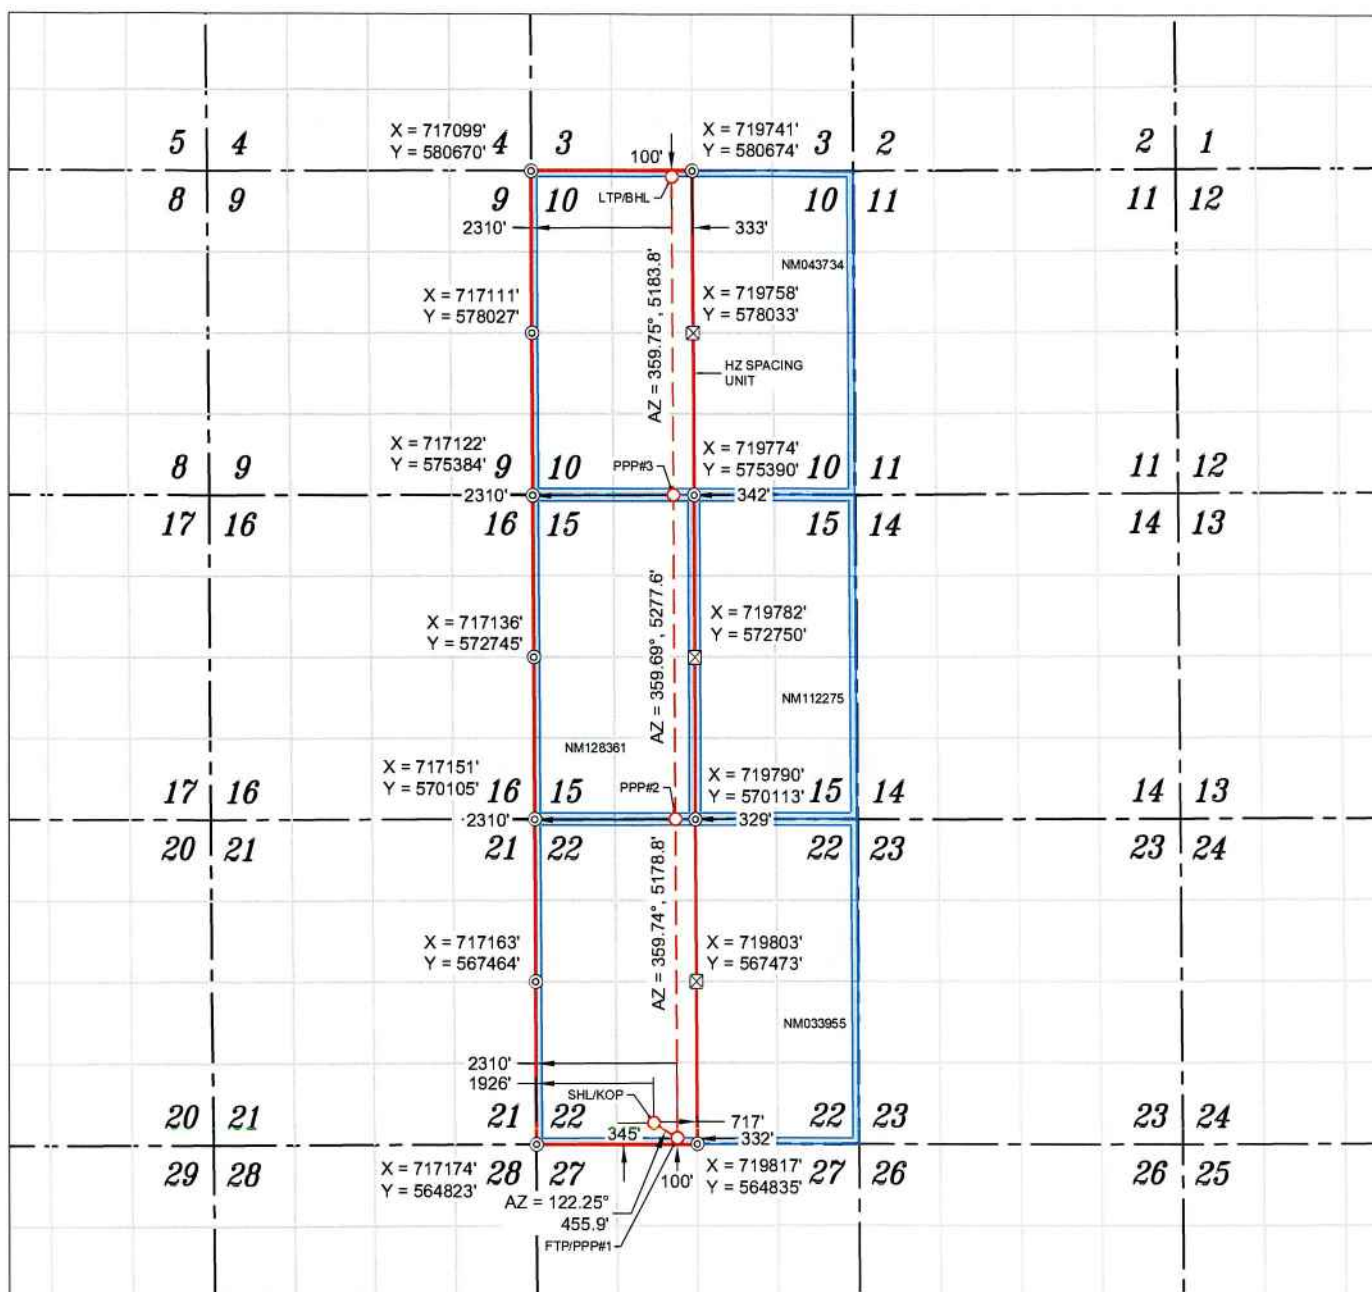 5 4
X = 717099'
Y = 580670'
4 3
100'
X = 719741'
Y = 580674'
3 2
2 1
8 9
9 10
LTP/BHL
10 11
11 12
2310'
333'
NM043734
AZ = 359.75°, 5183.8'
X = 717111'
Y = 578027'
X = 719758'
Y = 578033'
HZ SPACING
UNIT
X = 717122'
Y = 575384'
X = 719774'
Y = 575390'
8 9
9 10
PPP#3
10 11
11 12
2310'
342'
17 16
16 15
15 14
14 13
AZ = 359.69°, 5277.6'
X = 717136'
Y = 572745'
X = 719782'
Y = 572750'
NM112275
NM128361
X = 717151'
Y = 570105'
X = 719790'
Y = 570113'
17 16
16 15
PPP#2
15 14
14 13
2310'
329'
20 21
21 22
22 23
23 24
AZ = 359.74°, 5178.8'
X = 717163'
Y = 567464'
X = 719803'
Y = 567473'
NM033955
2310'
1926'
SHL/KOP
20 21
21 22
717'
22 23
23 24
345'
332'
29 28
X = 717174'
Y = 564823'
28 27
100'
X = 719817'
Y = 564835'
27 26
26 25
AZ = 122.25°
455.9'
FTP/PPP#1